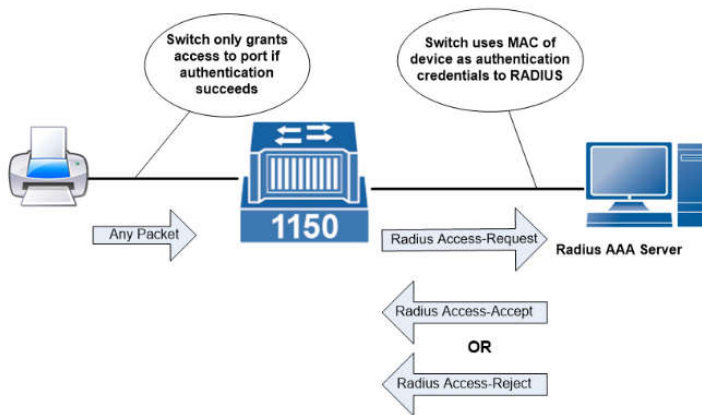 Switch only grants
access to port if
authentication
succeeds
Switch uses MAC of
device as authentication
credentials to RADIUS
1150
Any Packet
Radius Access-Request
Radius AAA Server
Radius Access-Accept
OR
Radius Access-Reject